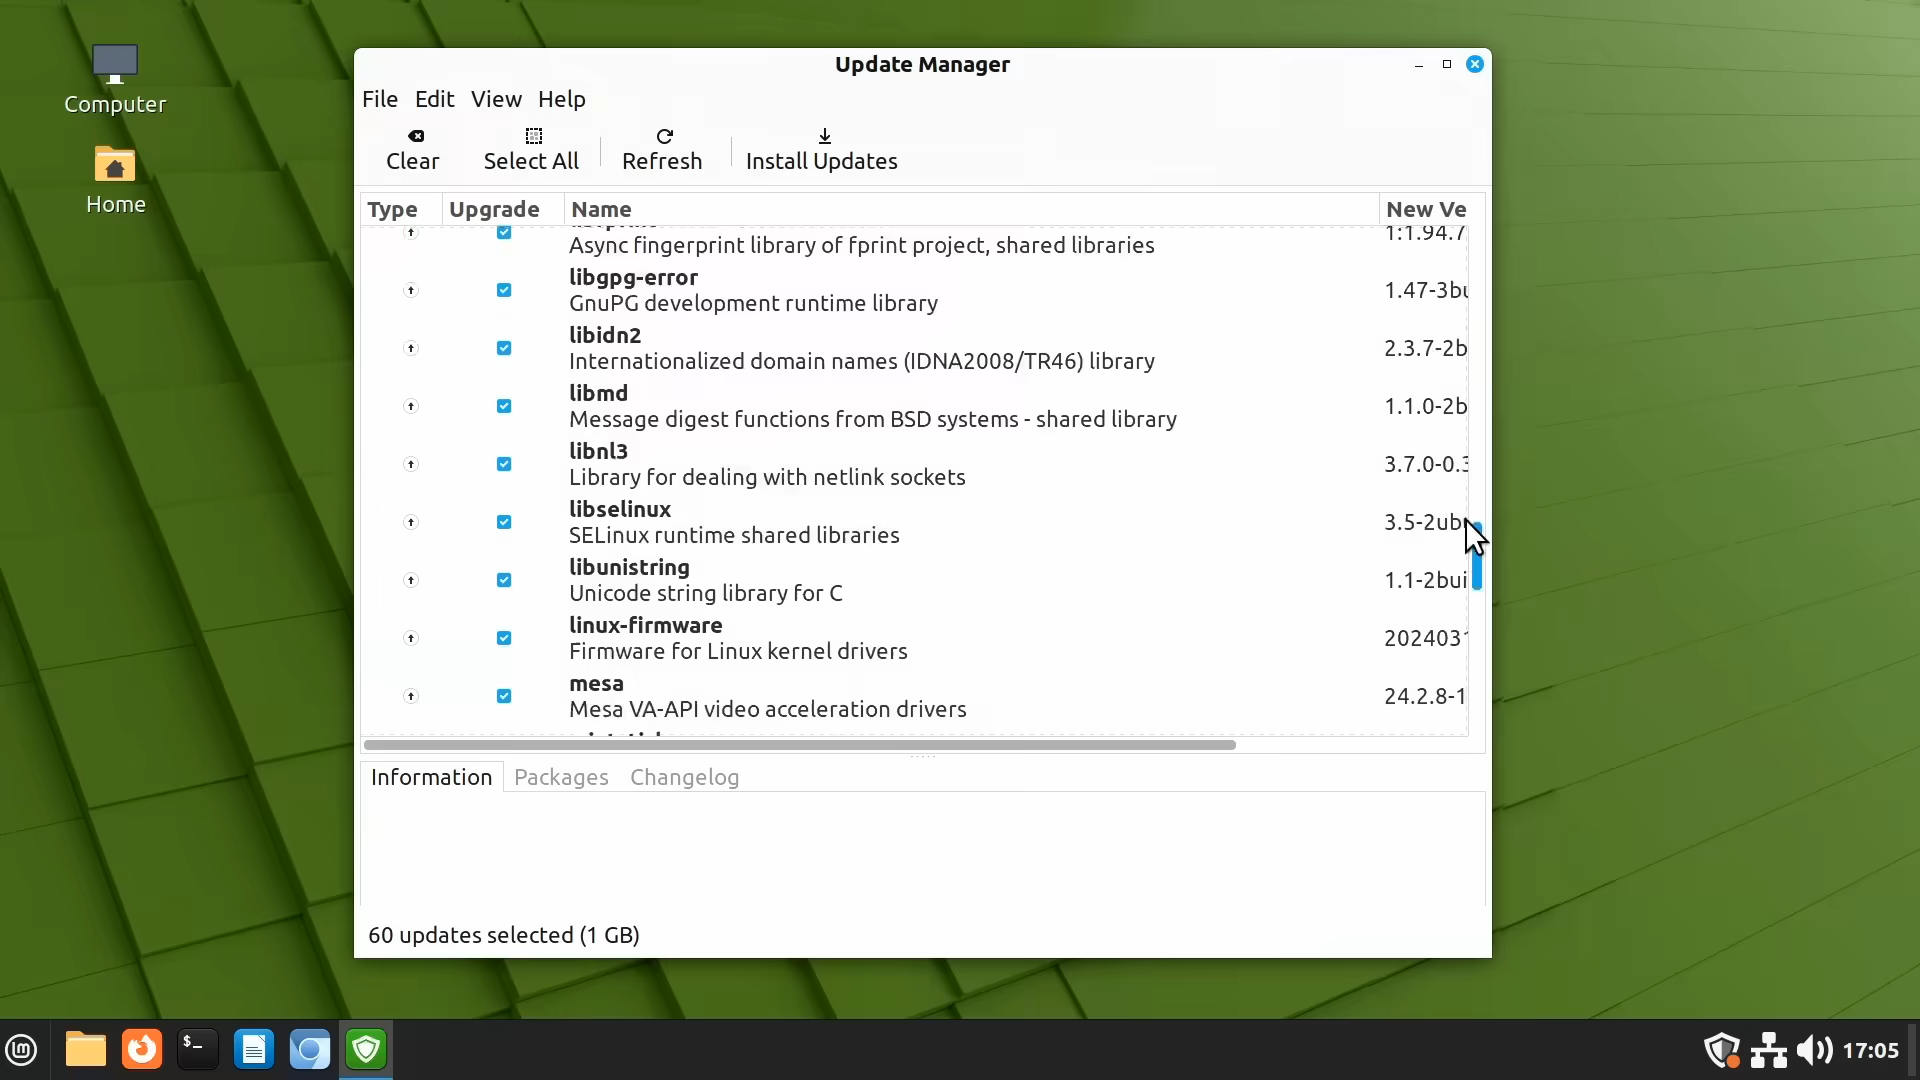 Computer
Home
Update Manager
File Edit View Help
Clear Select All Refresh Install Updates
Type Upgrade Name New Ve
Async fingerprint library of fprint project, shared libraries 1:1.94.7
libgpg-error
GnuPG development runtime library 1.47-3bu
libidn2
Internationalized domain names (IDNA2008/TR46) library 2.3.7-2b
libmd
Message digest functions from BSD systems - shared library 1.1.0-2b
libnl3
Library for dealing with netlink sockets 3.7.0-0.3
libselinux
SELinux runtime shared libraries 3.5-2ub
libunistring
Unicode string library for C 1.1-2bui
linux-firmware
Firmware for Linux kernel drivers 2024031
mesa
Mesa VA-API video acceleration drivers 24.2.8-1
Information Packages Changelog
60 updates selected (1 GB)
$_
17:05